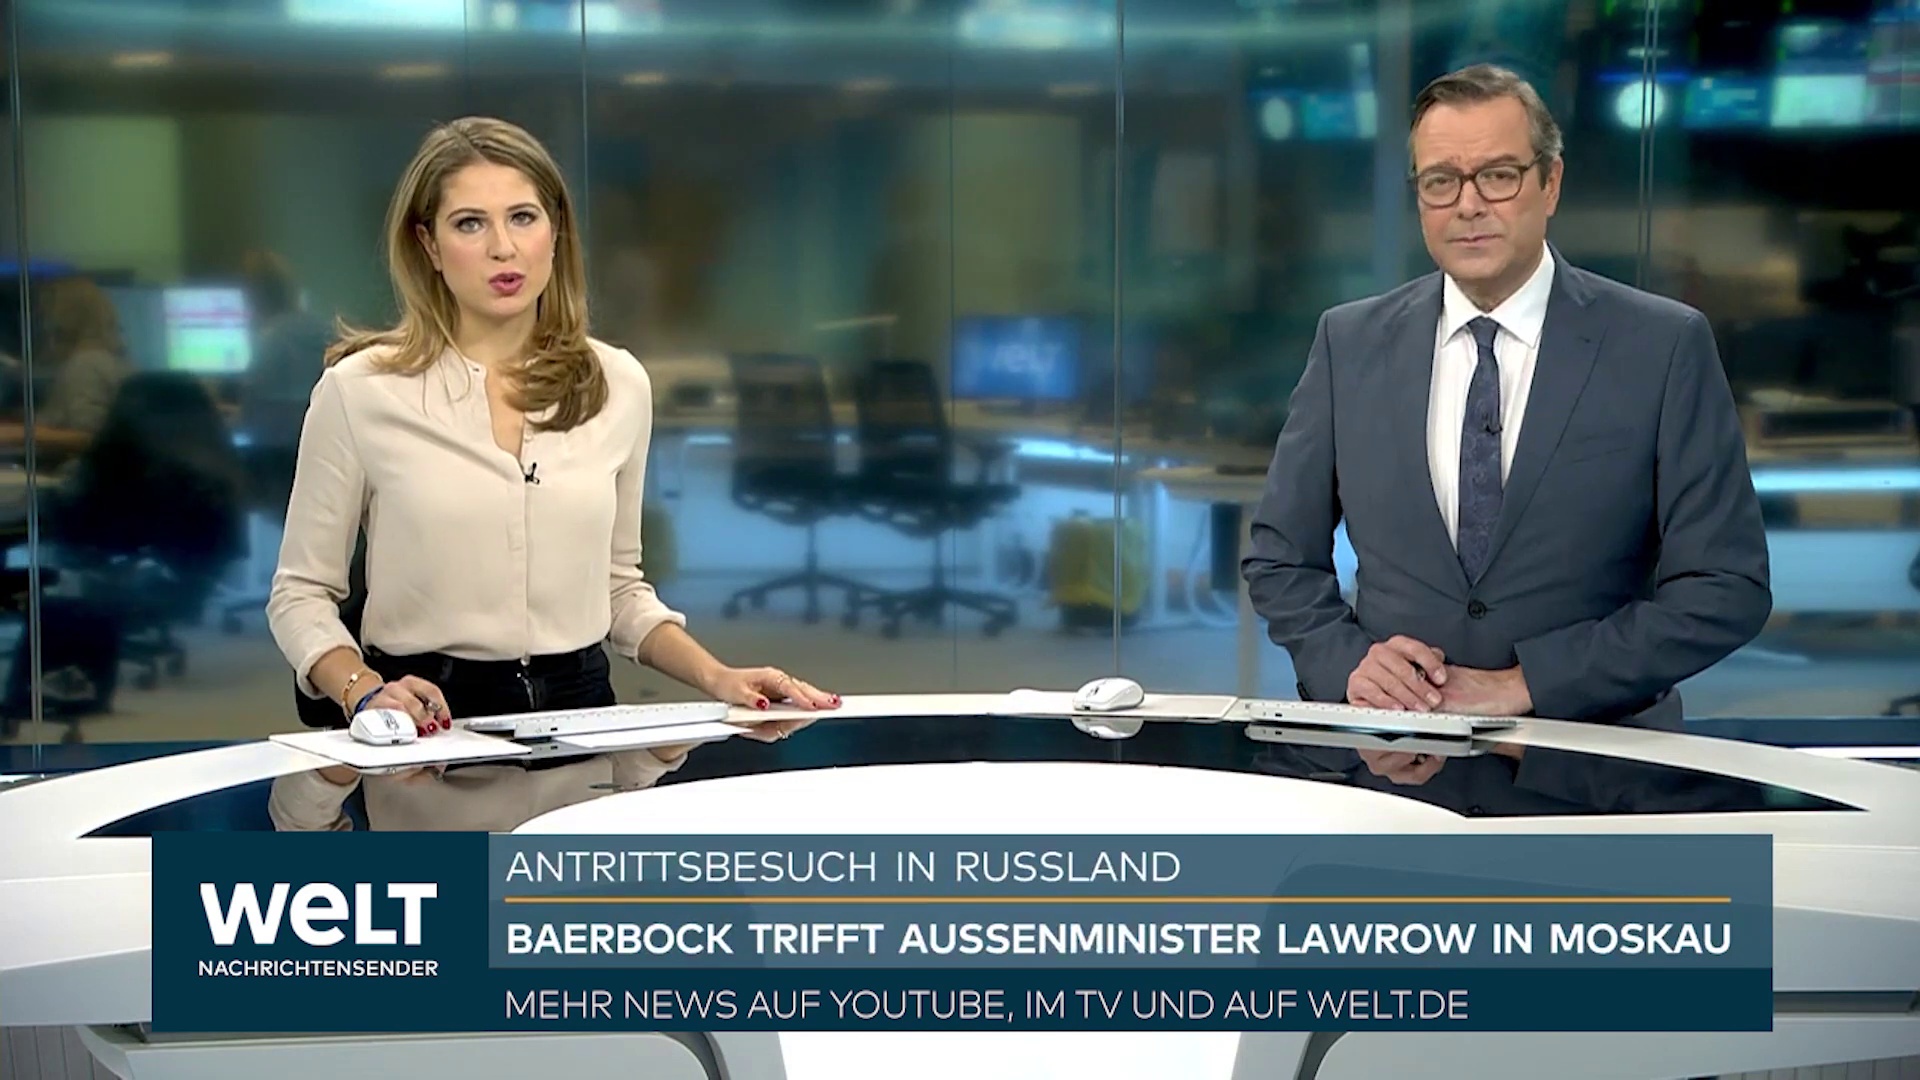 ANTRITTSBESUCH IN RUSSLAND
BAERBOCK TRIFFT AUSSENMINISTER LAWROW IN MOSKAU
WELT
NACHRICHTENSENDER
MEHR NEWS AUF YOUTUBE, IM TV UND AUF WELT.DE
welt